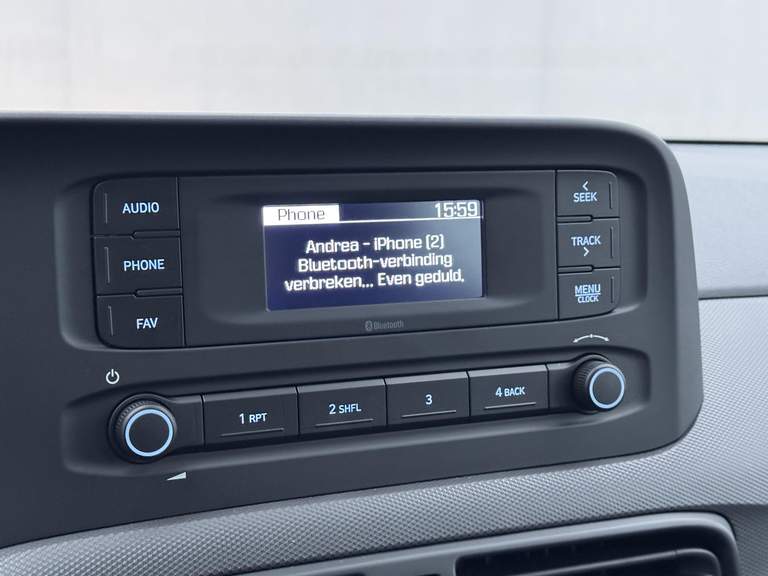 AUDIO
PHONE
FAV
Phone 15:59
Andrea - iPhone (2)
Bluetooth-verbinding
verbreken... Even geduld.
Bluetooth
SEEK
TRACK
MENU
CLOCK
1 RPT
2 SHFL
3
4 BACK